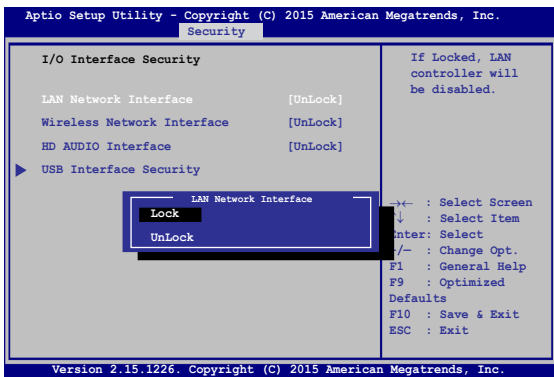 Aptio Setup Utility - Copyright (C) 2015 American Megatrends, Inc.
Security
I/O Interface Security
LAN Network Interface [UnLock]
Wireless Network Interface [UnLock]
HD AUDIO Interface [UnLock]
USB Interface Security
LAN Network Interface
Lock
UnLock
If Locked, LAN
controller will
be disabled.
→← : Select Screen
↑↓ : Select Item
Enter: Select
+/— : Change Opt.
F1 : General Help
F9 : Optimized
Defaults
F10 : Save & Exit
ESC : Exit
Version 2.15.1226. Copyright (C) 2015 American Megatrends, Inc.